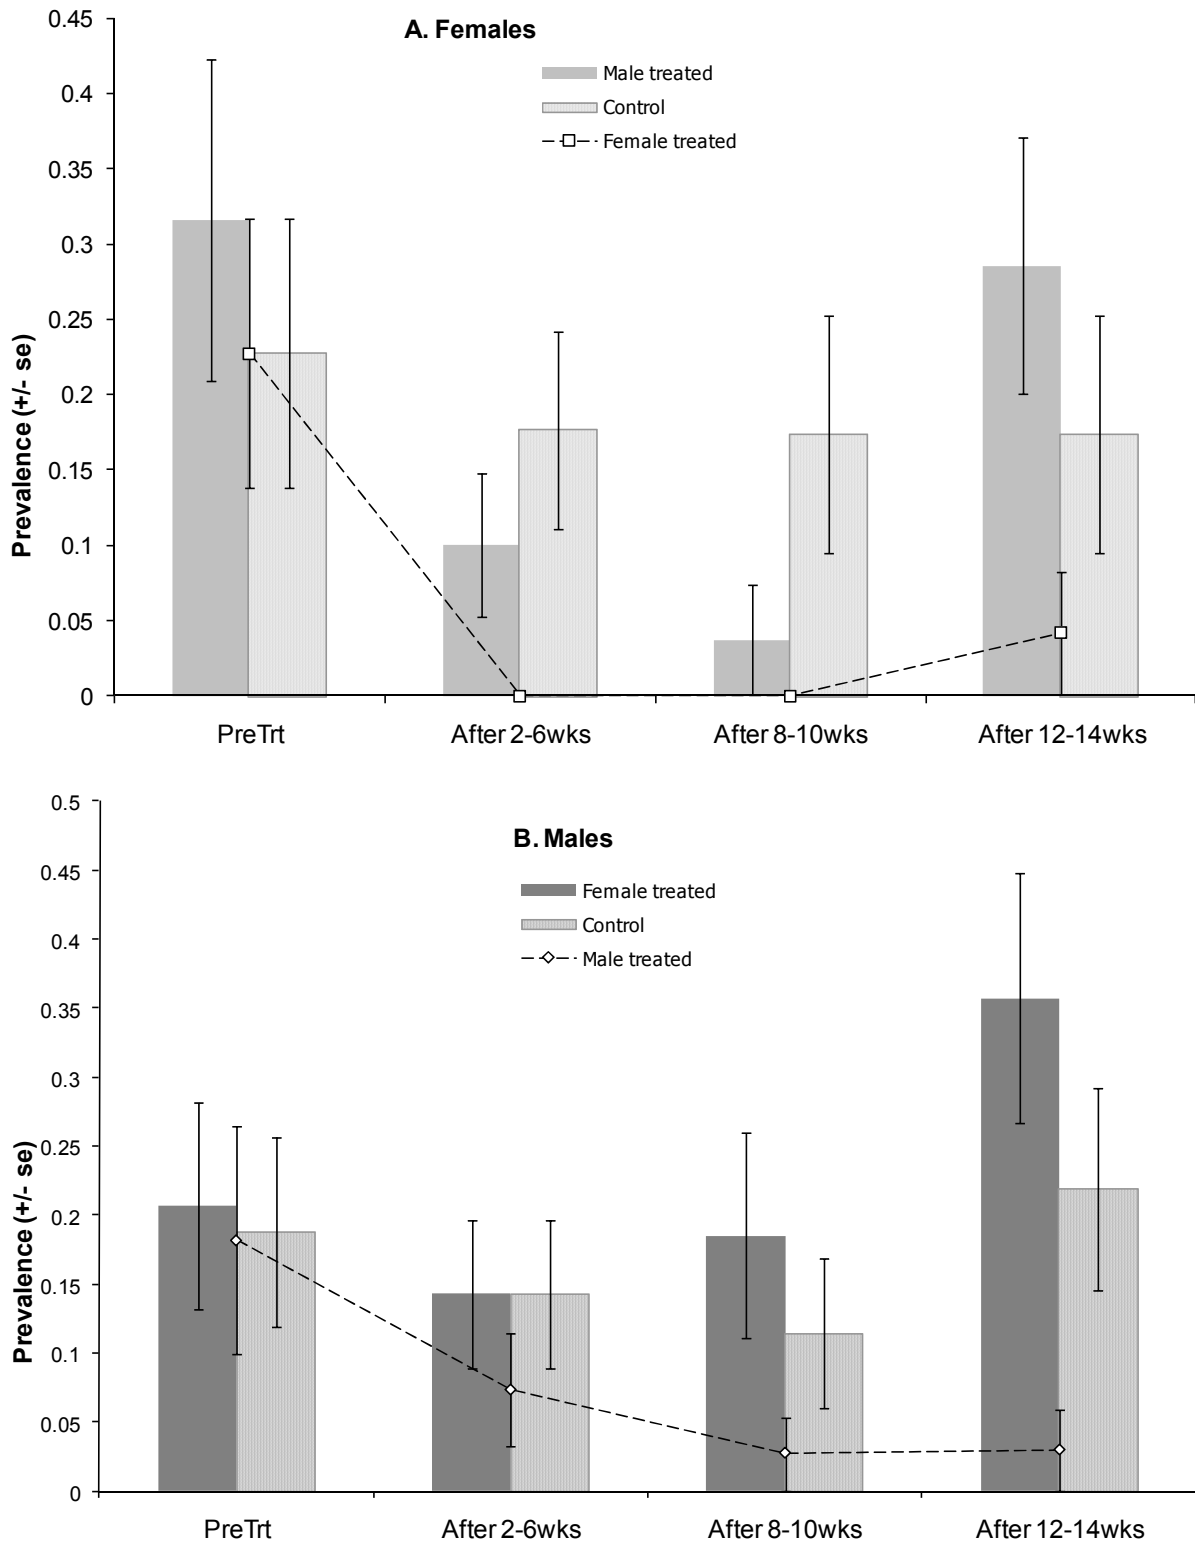 A. Females
Male treated
Control
Female treated
Prevalence (+/- se)
0.45
0.4
0.35
0.3
0.25
0.2
0.15
0.1
0.05
0
PreTrt After 2-6wks After 8-10wks After 12-14wks
B. Males
Female treated
Control
Male treated
Prevalence (+/- se)
0.5
0.45
0.4
0.35
0.3
0.25
0.2
0.15
0.1
0.05
0
PreTrt After 2-6wks After 8-10wks After 12-14wks